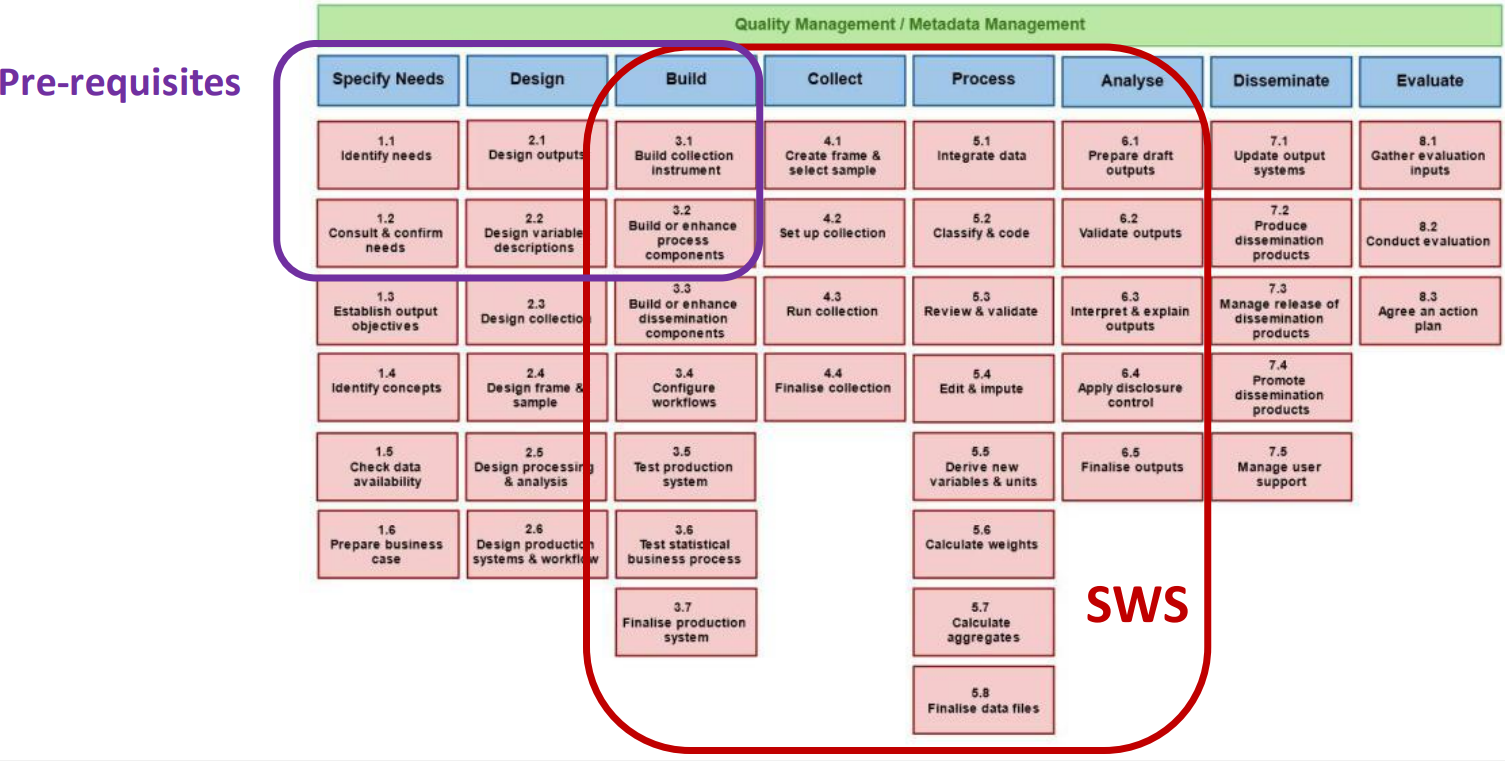 Quality Management / Metadata Management
Pre-requisites
Specify Needs
Design
Build
Collect
Process
Analyse
Disseminate
Evaluate
1.1
Identify needs
1.2
Consult & confirm
needs
1.3
Establish output
objectives
1.4
Identify concepts
1.5
Check data
availability
1.6
Prepare business
case
2.1
Design outputs
2.2
Design variable
descriptions
2.3
Design collection
2.4
Design frame &
sample
2.5
Design processing
& analysis
2.6
Design production
systems & workflow
3.1
Build collection
instrument
3.2
Build or enhance
process
components
3.3
Build or enhance
dissemination
components
3.4
Configure
workflows
3.5
Test production
system
3.6
Test statistical
business process
3.7
Finalise production
system
4.1
Create frame &
select sample
4.2
Set up collection
4.3
Run collection
4.4
Finalise collection
5.1
Integrate data
5.2
Classify & code
5.3
Review & validate
5.4
Edit & impute
5.5
Derive new
variables & units
5.6
Calculate weights
5.7
Calculate
aggregates
5.8
Finalise data files
6.1
Prepare draft
outputs
6.2
Validate outputs
6.3
Interpret & explain
outputs
6.4
Apply disclosure
control
6.5
Finalise outputs
SWS
7.1
Update output
systems
7.2
Produce
dissemination
products
7.3
Manage release of
dissemination
products
7.4
Promote
dissemination
products
7.5
Manage user
support
8.1
Gather evaluation
inputs
8.2
Conduct evaluation
8.3
Agree an action
plan